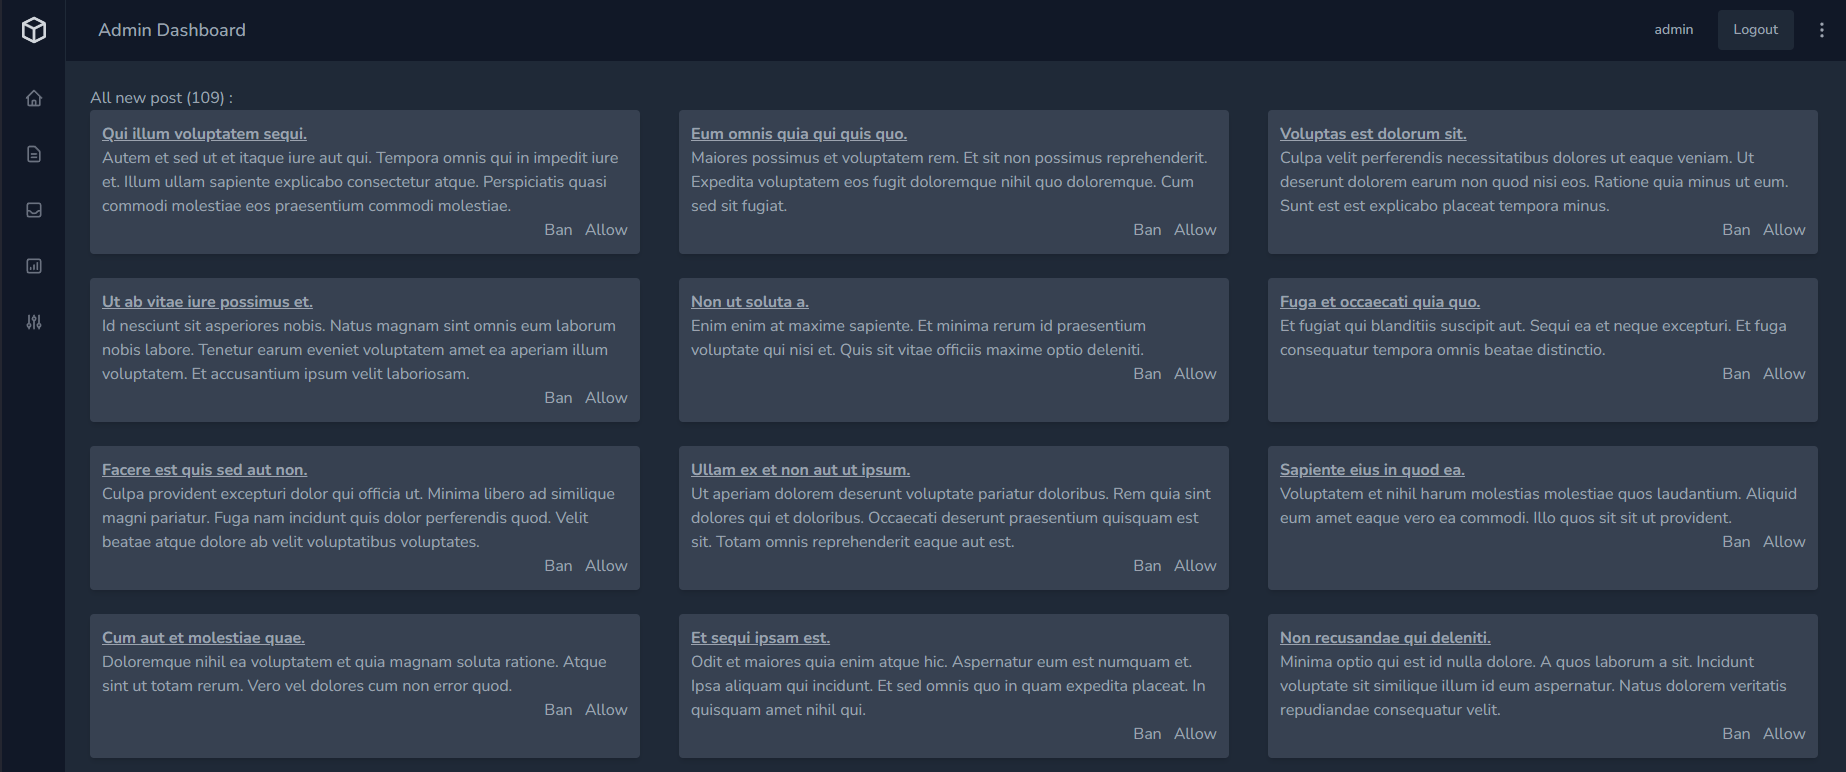 Admin Dashboard
admin
Logout
All new post (109) :
Qui illum voluptatem sequi.
Autem et sed ut et itaque iure aut qui. Tempora omnis qui in impedit iure
et. Illum ullam sapiente explicabo consectetur atque. Perspiciatis quasi
commodi molestiae eos praesentium commodi molestiae.
Ban Allow
Eum omnis quia qui quis quo.
Maiores possimus et voluptatem rem. Et sit non possimus reprehenderit.
Expedita voluptatem eos fugit doloremque nihil quo doloremque. Cum
sed sit fugiat.
Ban Allow
Voluptas est dolorum sit.
Culpa velit perferendis necessitatibus dolores ut eaque veniam. Ut
deserunt dolorem earum non quod nisi eos. Ratione quia minus ut eum.
Sunt est est explicabo placeat tempora minus.
Ban Allow
Ut ab vitae iure possimus et.
Id nesciunt sit asperiores nobis. Natus magnam sint omnis eum laborum
nobis labore. Tenetur earum eveniet voluptatem amet ea aperiam illum
voluptatem. Et accusantium ipsum velit laboriosam.
Ban Allow
Non ut soluta a.
Enim enim at maxime sapiente. Et minima rerum id praesentium
voluptate qui nisi et. Quis sit vitae officiis maxime optio deleniti.
Ban Allow
Fuga et occaecati quia quo.
Et fugiat qui blanditiis suscipit aut. Sequi ea et neque excepturi. Et fuga
consequatur tempora omnis beatae distinctio.
Ban Allow
Facere est quis sed aut non.
Culpa provident excepturi dolor qui officia ut. Minima libero ad similique
magni pariatur. Fuga nam incidunt quis dolor perferendis quod. Velit
beatae atque dolore ab velit voluptatibus voluptates.
Ban Allow
Ullam ex et non aut ut ipsum.
Ut aperiam dolorem deserunt voluptate pariatur doloribus. Rem quia sint
dolores qui et doloribus. Occaecati deserunt praesentium quisquam est
sit. Totam omnis reprehenderit eaque aut est.
Ban Allow
Sapiente eius in quod ea.
Voluptatem et nihil harum molestias molestiae quos laudantium. Aliquid
eum amet eaque vero ea commodi. Illo quos sit sit ut provident.
Ban Allow
Cum aut et molestiae quae.
Doloremque nihil ea voluptatem et quia magnam soluta ratione. Atque
sint ut totam rerum. Vero vel dolores cum non error quod.
Ban Allow
Et sequi ipsam est.
Odit et maiores quia enim atque hic. Aspernatur eum est numquam et.
Ipsa aliquam qui incidunt. Et sed omnis quo in quam expedita placeat. In
quisquam amet nihil qui.
Ban Allow
Non recusandae qui deleniti.
Minima optio qui est id nulla dolore. A quos laborum a sit. Incidunt
voluptate sit similique illum id eum aspernatur. Natus dolorem veritatis
repudiandae consequatur velit.
Ban Allow